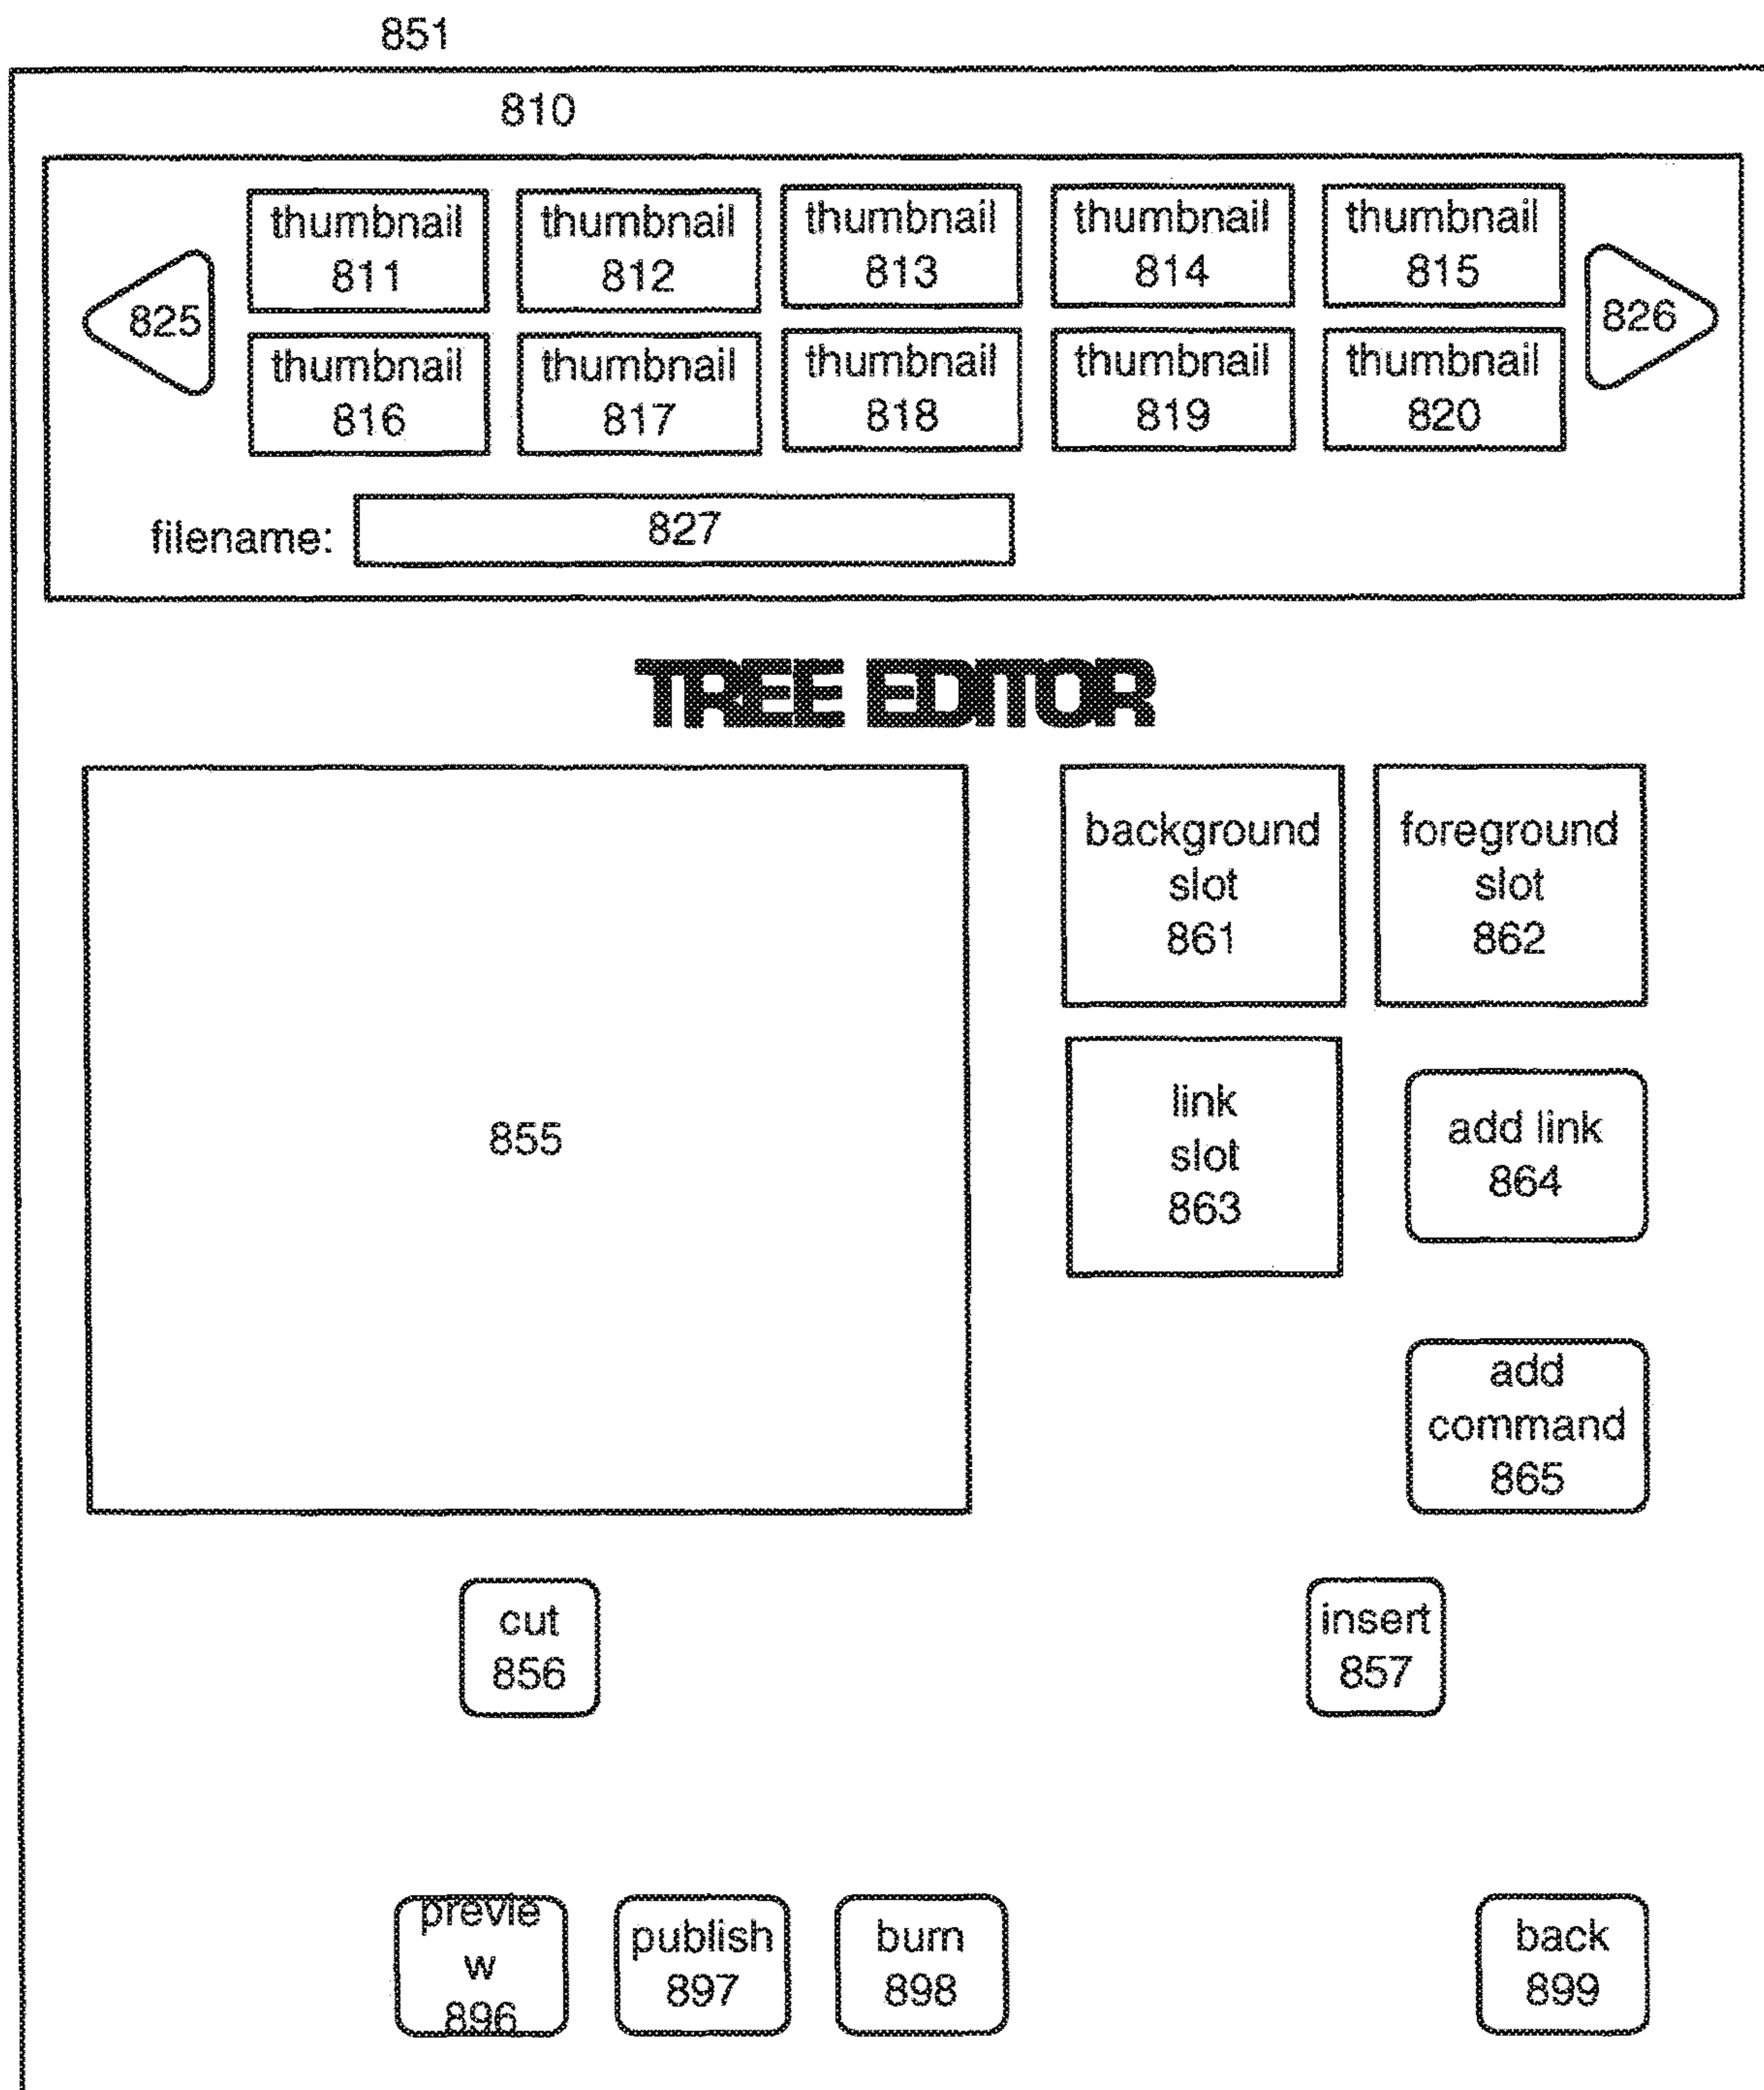 851
810
thumbnail
811
thumbnail
812
thumbnail
813
thumbnail
814
thumbnail
815
825
826
thumbnail
816
thumbnail
817
thumbnail
818
thumbnail
819
thumbnail
820
filename:
827
TREE EDITOR
background
slot
861
foreground
slot
862
855
link
slot
863
add link
864
add
command
865
cut
856
insert
857
previe
w
896
publish
897
burn
898
back
899